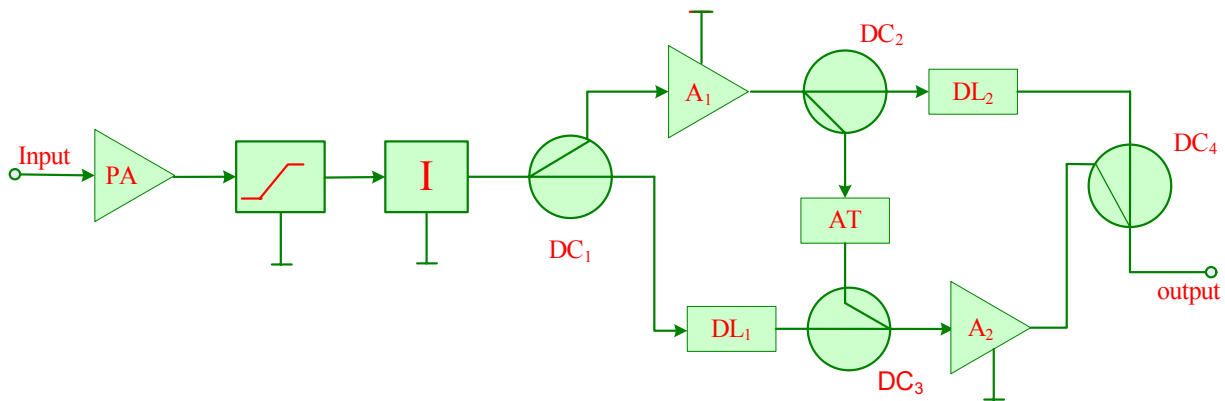 Input
PA
I
DC₁
A₁
DC₂
DL₂
DC₄
AT
DL₁
DC₃
A₂
output